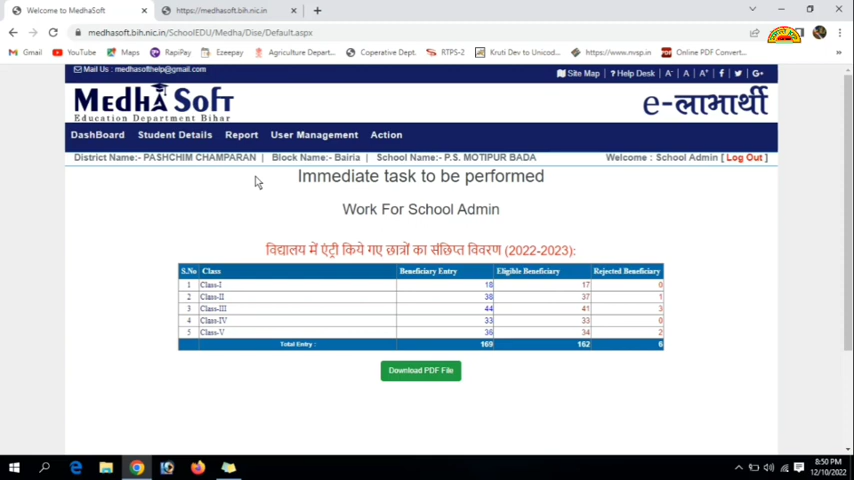 Welcome to MedhaSoft
https://medhasoft.bih.nic.in
medhasoft.bih.nic.in/SchoolEDU/Medha/Dise/Default.aspx
Gmail YouTube Maps RapiPay Ezeepay Agriculture Depart... Coperative Dept. RTPS-2 Kruti Dev to Unicod... https://www.nvsp.in Online PDF Convert... »
Mail Us : medhasofthelp@gmail.com Site Map ? Help Desk A- A A+ f G+
MEDHA SOFT
Education Department Bihar
e-लाभार्थी
DashBoard Student Details Report User Management Action
District Name:- PASHCHIM CHAMPARAN | Block Name:- Bairia | School Name:- P.S. MOTIPUR BADA Welcome : School Admin [ Log Out ]
Immediate task to be performed
Work For School Admin
विद्यालय में एंट्री किये गए छात्रों का संछिप्त विवरण (2022-2023):
S.No Class Beneficiary Entry Eligible Beneficiary Rejected Beneficiary
1 Class-I 18 17 0
2 Class-II 38 37 1
3 Class-III 44 41 3
4 Class-IV 33 33 0
5 Class-V 36 34 2
Total Entry : 169 162 6
Download PDF File
8:50 PM
12/10/2022